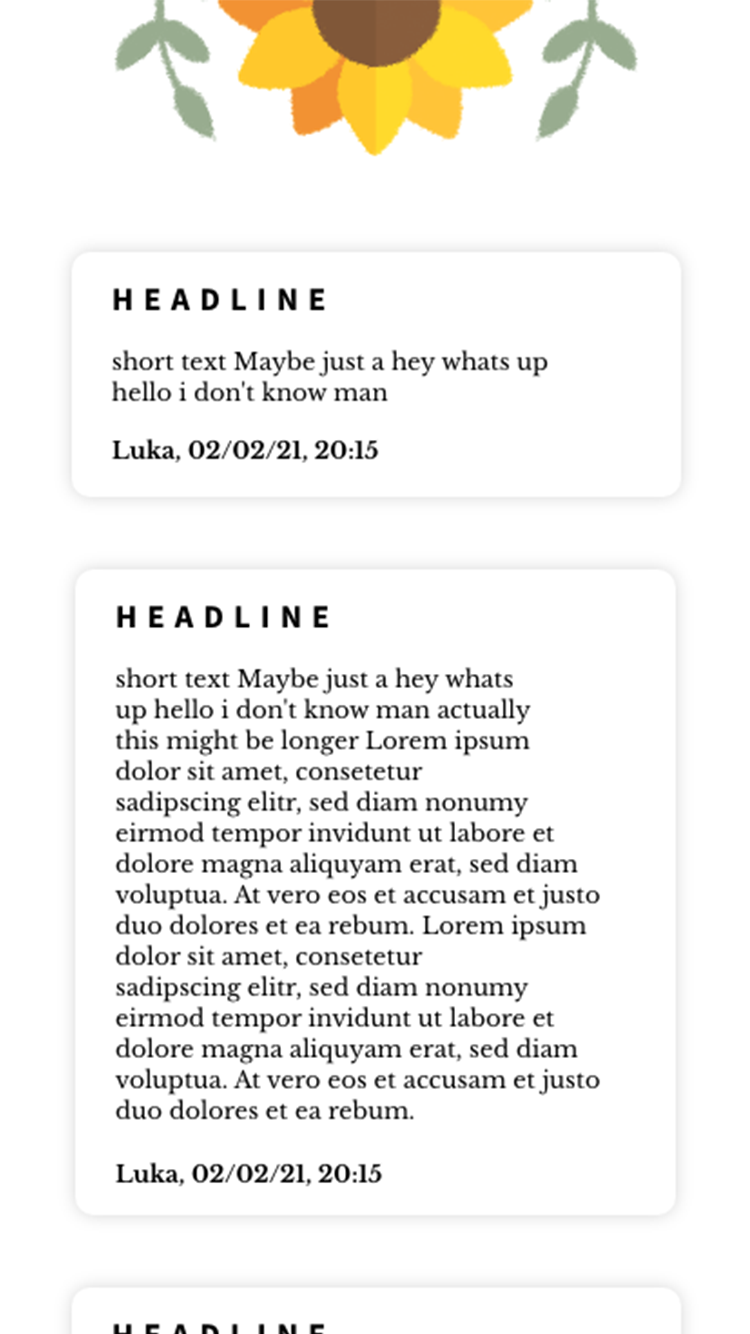 HEADLINE
short text Maybe just a hey whats up
hello i don't know man
Luka, 02/02/21, 20:15
HEADLINE
short text Maybe just a hey whats
up hello i don't know man actually
this might be longer Lorem ipsum
dolor sit amet, consetetur
sadipscing elitr, sed diam nonumy
eirmod tempor invidunt ut labore et
dolore magna aliquyam erat, sed diam
voluptua. At vero eos et accusam et justo
duo dolores et ea rebum. Lorem ipsum
dolor sit amet, consetetur
sadipscing elitr, sed diam nonumy
eirmod tempor invidunt ut labore et
dolore magna aliquyam erat, sed diam
voluptua. At vero eos et accusam et justo
duo dolores et ea rebum.
Luka, 02/02/21, 20:15
HEADLINE